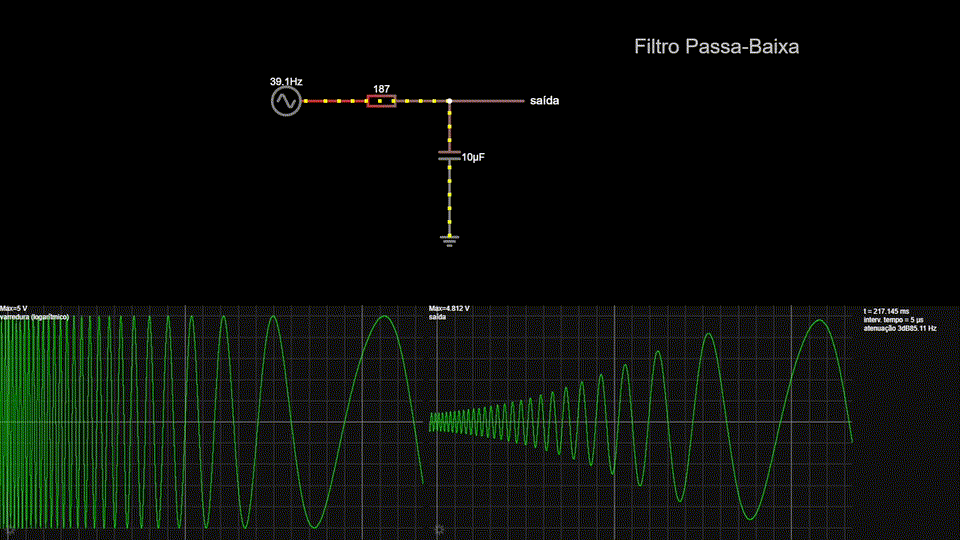 Filtro Passa-Baixa
39.1Hz
187
saída
10μF
Max=5 V
varredura (logarítmico)
Max=4.812 V
saída
t = 217.145 ms
interv. tempo = 5 μs
atenuação 3dB85.11 Hz